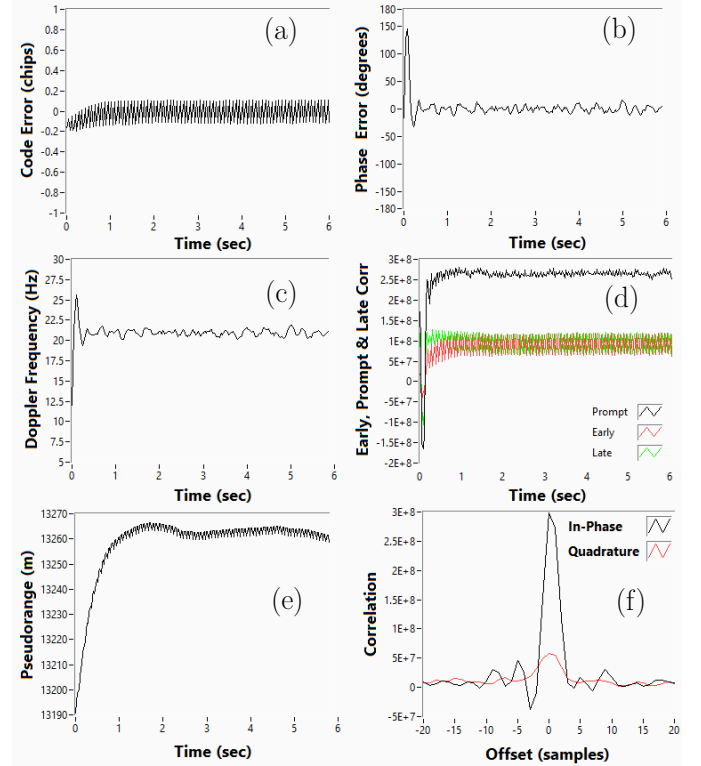 (a)
Code Error (chips)
1
0.8
0.6
0.4
0.2
0
-0.2
-0.4
-0.6
-0.8
-1
0 1 2 3 4 5 6
Time (sec)
(b)
Phase Error (degrees)
180
150
100
50
0
-50
-100
-150
-180
0 1 2 3 4 5 6
Time (sec)
(c)
Doppler Frequency (Hz)
30
27.5
25
22.5
20
17.5
15
12.5
10
7.5
5
0 1 2 3 4 5 6
Time (sec)
(d)
Early, Prompt & Late Corr
3E+8
2.5E+8
2E+8
1.5E+8
1E+8
5E+7
0
-5E+7
-1E+8
-1.5E+8
-2E+8
Prompt
Early
Late
0 1 2 3 4 5 6
Time (sec)
(e)
Pseudorange (m)
13270
13260
13250
13240
13230
13220
13210
13200
13190
0 1 2 3 4 5 6
Time (sec)
(f)
Correlation
3E+8
2.5E+8
2E+8
1.5E+8
1E+8
5E+7
0
-5E+7
In-Phase
Quadrature
-20 -15 -10 -5 0 5 10 15 20
Offset (samples)